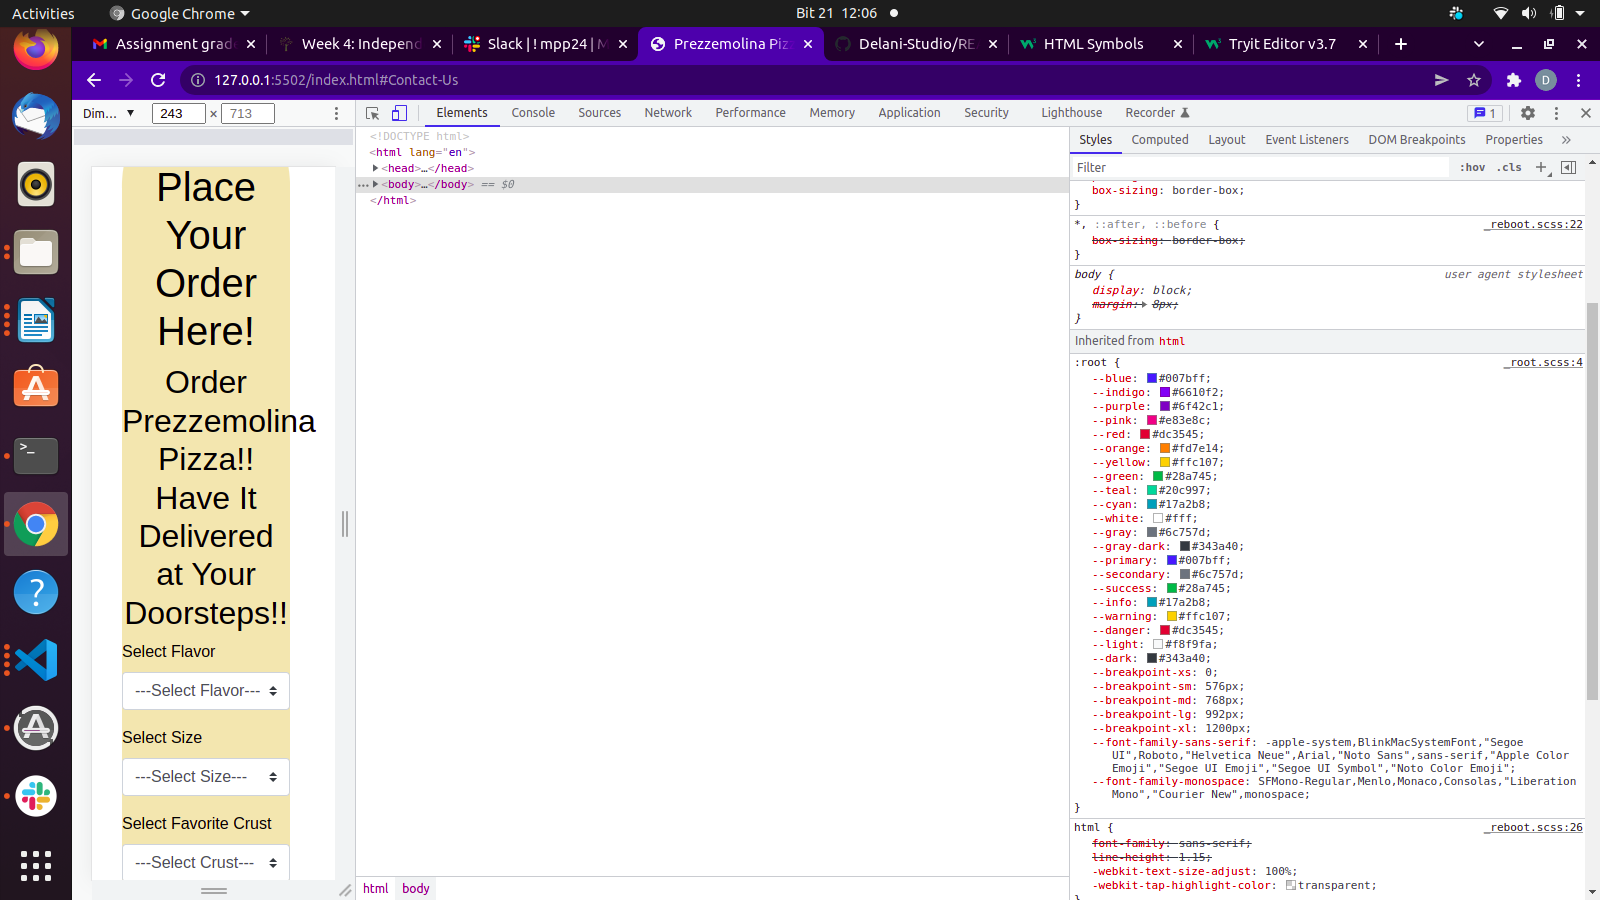 Activities Google Chrome Bit 21 12:06
Assignment grad Week 4: Independ Slack | ! mpp24 | M Prezzemolina Piz Delani-Studio/RE HTML Symbols Tryit Editor v3.7
127.0.0.1:5502/index.html#Contact-Us D
Dim... 243 × 713 Elements Console Sources Network Performance Memory Application Security Lighthouse Recorder 1
<!DOCTYPE html>
<html lang="en">
<head>…</head>
<body>…</body> == $0
</html>
Place
Your
Order
Here!
Order
Prezzemolina
Pizza!!
Have It
Delivered
at Your
Doorsteps!!
Select Flavor
---Select Flavor---
Select Size
---Select Size---
Select Favorite Crust
---Select Crust---
html body
Styles Computed Layout Event Listeners DOM Breakpoints Properties »
Filter :hov .cls +
box-sizing: border-box;
}
*, ::after, ::before { _reboot.scss:22
box-sizing: border-box;
}
body { user agent stylesheet
display: block;
margin: 8px;
}
Inherited from html
:root { _root.scss:4
--blue: #007bff;
--indigo: #6610f2;
--purple: #6f42c1;
--pink: #e83e8c;
--red: #dc3545;
--orange: #fd7e14;
--yellow: #ffc107;
--green: #28a745;
--teal: #20c997;
--cyan: #17a2b8;
--white: #fff;
--gray: #6c757d;
--gray-dark: #343a40;
--primary: #007bff;
--secondary: #6c757d;
--success: #28a745;
--info: #17a2b8;
--warning: #ffc107;
--danger: #dc3545;
--light: #f8f9fa;
--dark: #343a40;
--breakpoint-xs: 0;
--breakpoint-sm: 576px;
--breakpoint-md: 768px;
--breakpoint-lg: 992px;
--breakpoint-xl: 1200px;
--font-family-sans-serif: -apple-system,BlinkMacSystemFont,"Segoe
UI",Roboto,"Helvetica Neue",Arial,"Noto Sans",sans-serif,"Apple Color
Emoji","Segoe UI Emoji","Segoe UI Symbol","Noto Color Emoji";
--font-family-monospace: SFMono-Regular,Menlo,Monaco,Consolas,"Liberation
Mono","Courier New",monospace;
}
html { _reboot.scss:26
font-family: sans-serif;
line-height: 1.15;
-webkit-text-size-adjust: 100%;
-webkit-tap-highlight-color: transparent;